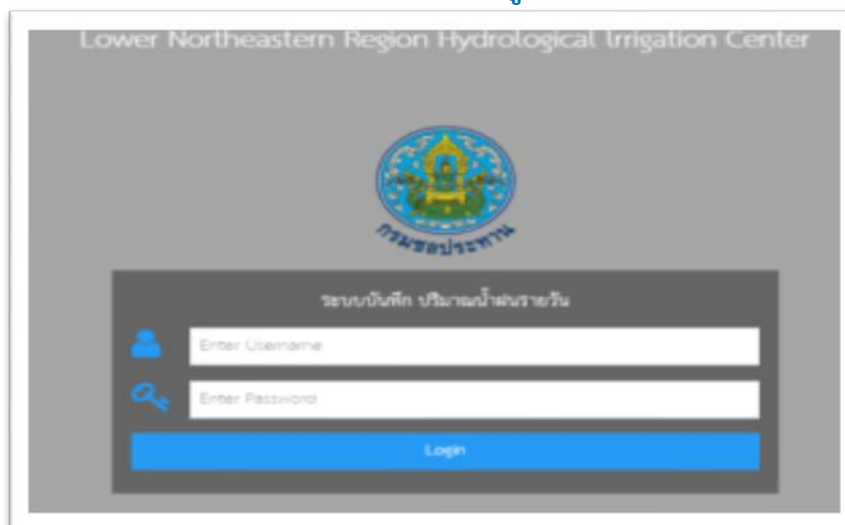 Lower Northeastern Region Hydrological Irrigation Center
กรมชลประทาน
ระบบบันทึก ปริมาณน้ำฝนรายวัน
Enter Username
Enter Password
Login